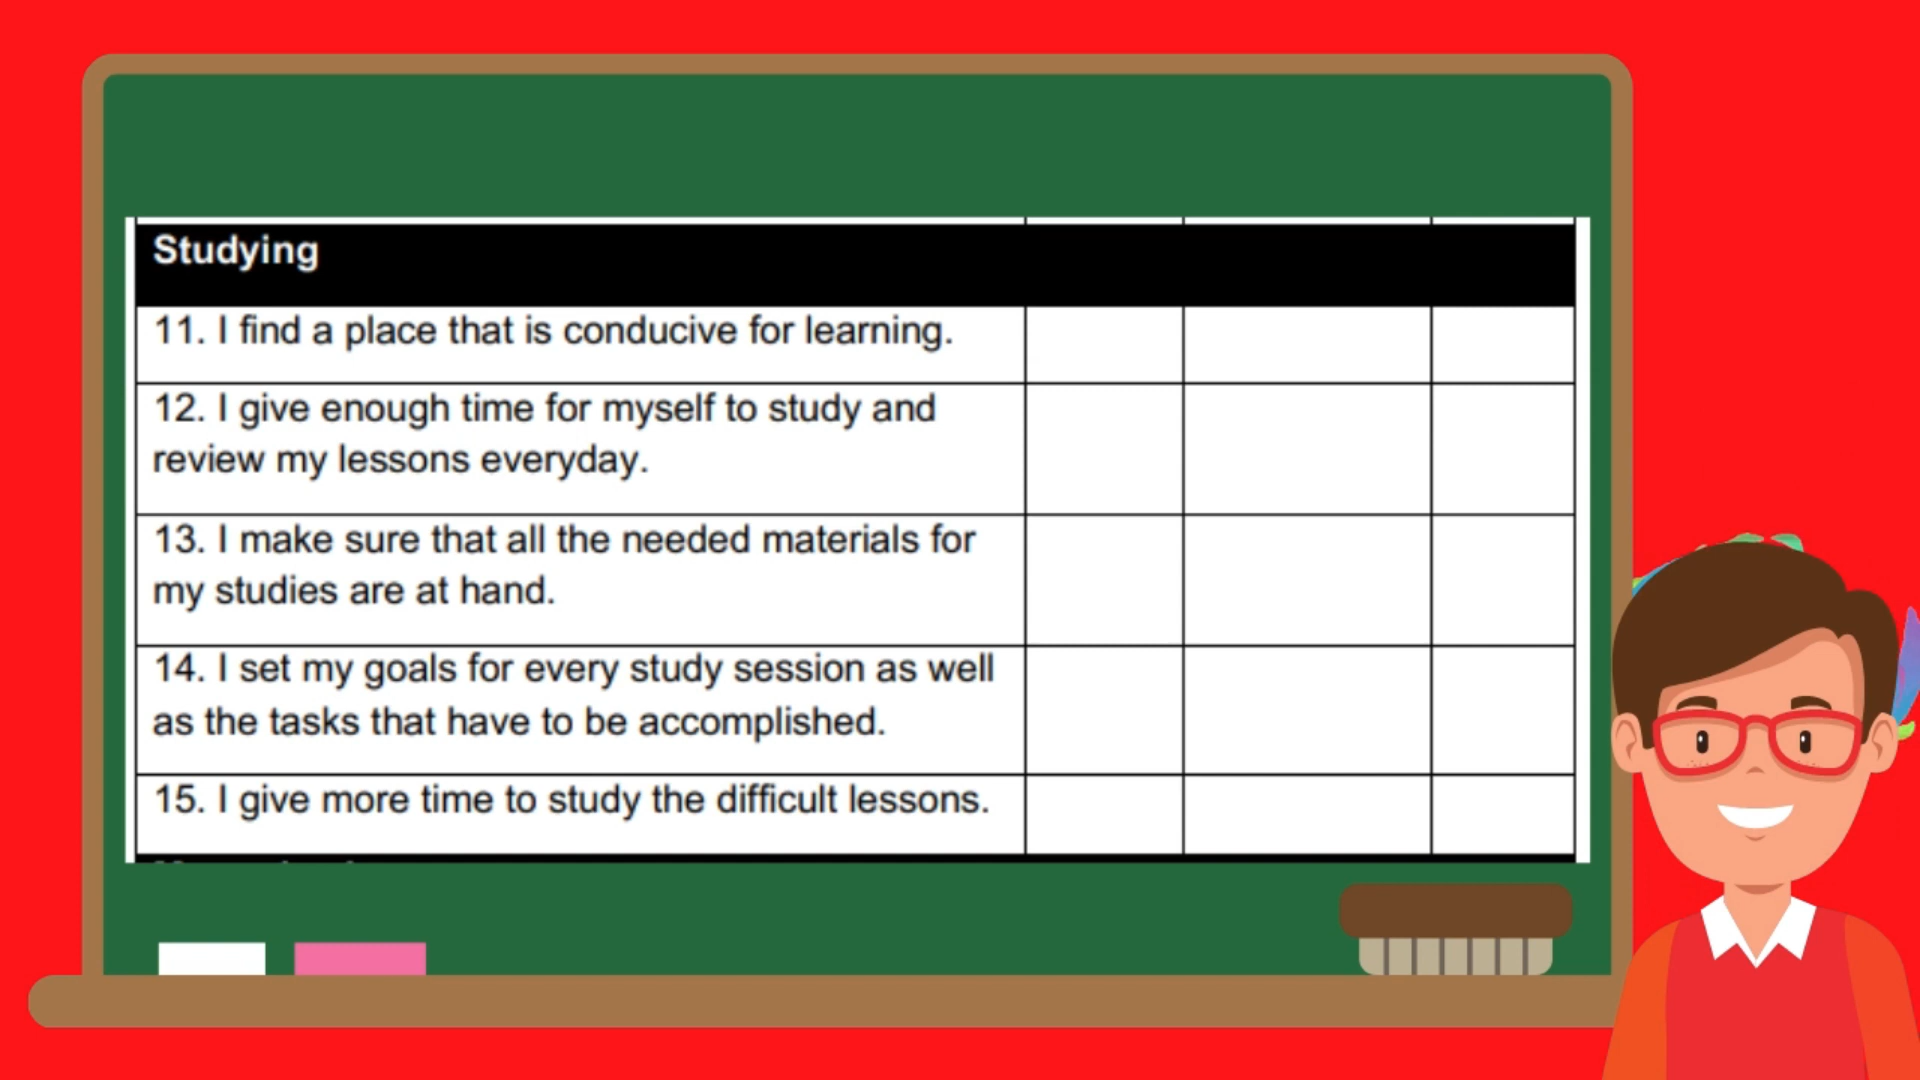 Studying
11. I find a place that is conducive for learning.
12. I give enough time for myself to study and
review my lessons everyday.
13. I make sure that all the needed materials for
my studies are at hand.
14. I set my goals for every study session as well
as the tasks that have to be accomplished.
15. I give more time to study the difficult lessons.